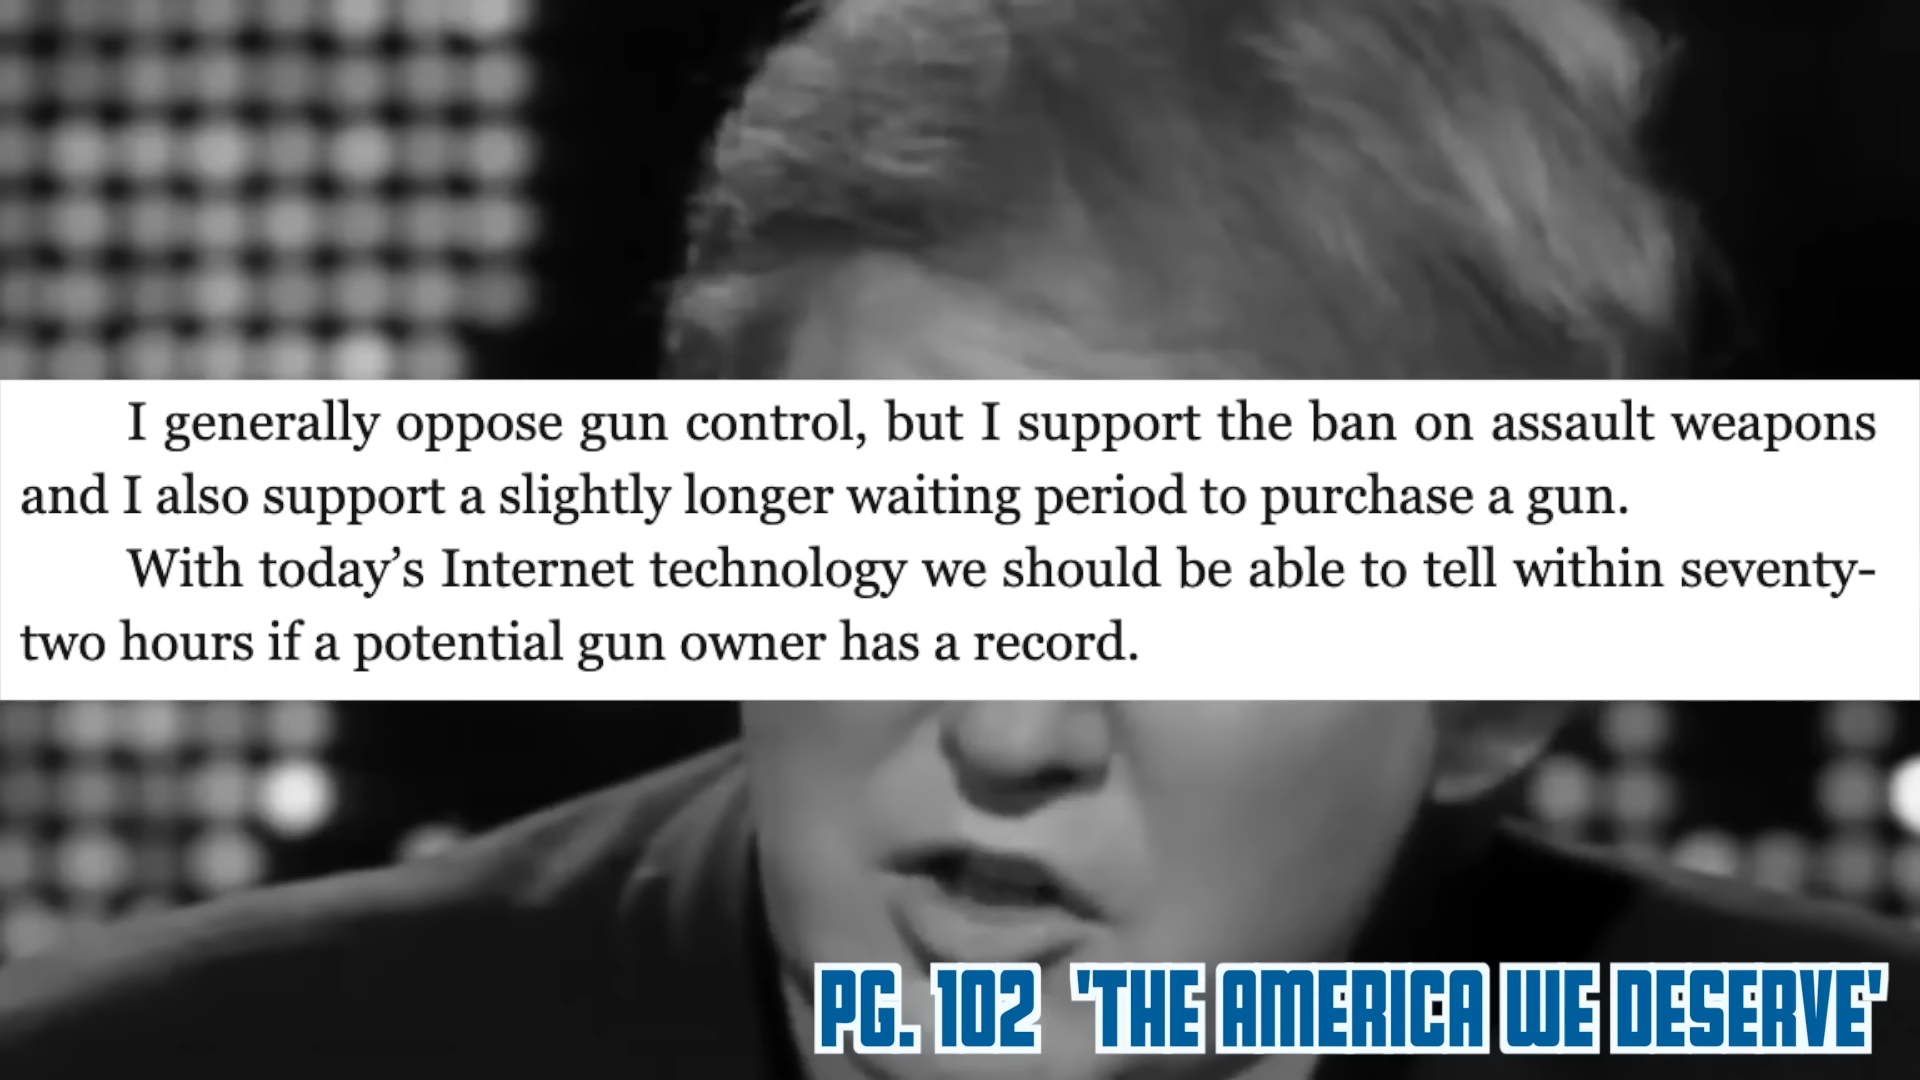 I generally oppose gun control, but I support the ban on assault weapons
and I also support a slightly longer waiting period to purchase a gun.
With today’s Internet technology we should be able to tell within seventy-
two hours if a potential gun owner has a record.
PG. 102 'THE AMERICA WE DESERVE'